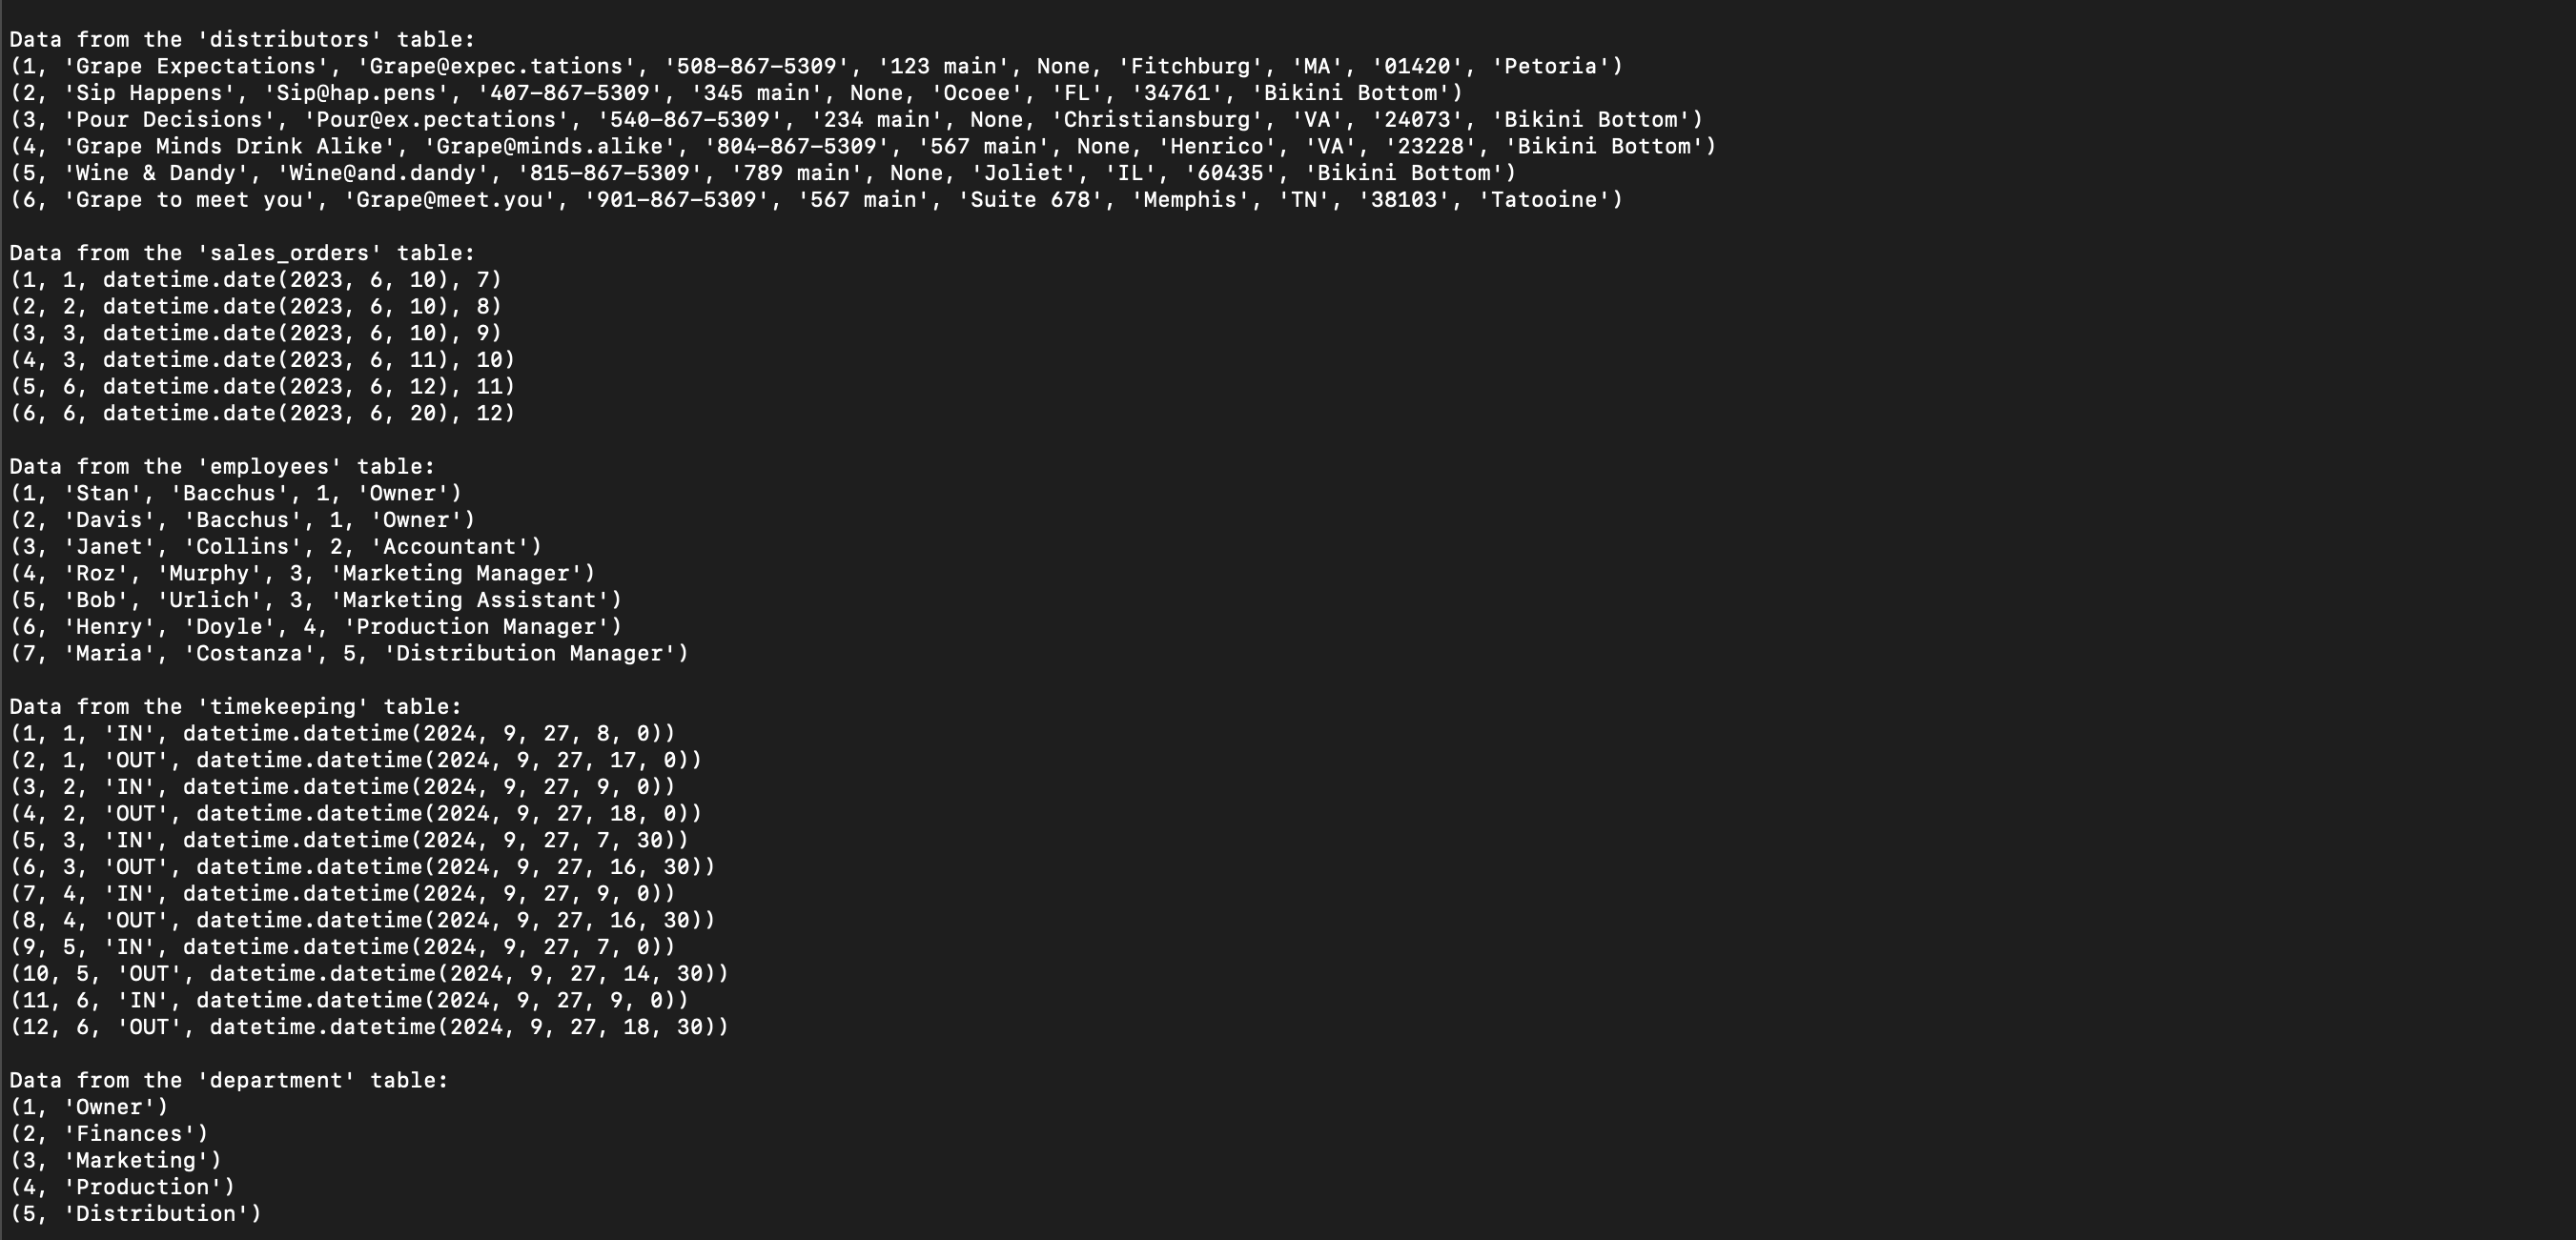 Data from the 'distributors' table:
(1, 'Grape Expectations', 'Grape@expec.tations', '508-867-5309', '123 main', None, 'Fitchburg', 'MA', '01420', 'Petoria')
(2, 'Sip Happens', 'Sip@hap.pens', '407-867-5309', '345 main', None, 'Ocoee', 'FL', '34761', 'Bikini Bottom')
(3, 'Pour Decisions', 'Pour@ex.pectations', '540-867-5309', '234 main', None, 'Christiansburg', 'VA', '24073', 'Bikini Bottom')
(4, 'Grape Minds Drink Alike', 'Grape@minds.alike', '804-867-5309', '567 main', None, 'Henrico', 'VA', '23228', 'Bikini Bottom')
(5, 'Wine & Dandy', 'Wine@and.dandy', '815-867-5309', '789 main', None, 'Joliet', 'IL', '60435', 'Bikini Bottom')
(6, 'Grape to meet you', 'Grape@meet.you', '901-867-5309', '567 main', 'Suite 678', 'Memphis', 'TN', '38103', 'Tatooine')
Data from the 'sales_orders' table:
(1, 1, datetime.date(2023, 6, 10), 7)
(2, 2, datetime.date(2023, 6, 10), 8)
(3, 3, datetime.date(2023, 6, 10), 9)
(4, 3, datetime.date(2023, 6, 11), 10)
(5, 6, datetime.date(2023, 6, 12), 11)
(6, 6, datetime.date(2023, 6, 20), 12)
Data from the 'employees' table:
(1, 'Stan', 'Bacchus', 1, 'Owner')
(2, 'Davis', 'Bacchus', 1, 'Owner')
(3, 'Janet', 'Collins', 2, 'Accountant')
(4, 'Roz', 'Murphy', 3, 'Marketing Manager')
(5, 'Bob', 'Urlich', 3, 'Marketing Assistant')
(6, 'Henry', 'Doyle', 4, 'Production Manager')
(7, 'Maria', 'Costanza', 5, 'Distribution Manager')
Data from the 'timekeeping' table:
(1, 1, 'IN', datetime.datetime(2024, 9, 27, 8, 0))
(2, 1, 'OUT', datetime.datetime(2024, 9, 27, 17, 0))
(3, 2, 'IN', datetime.datetime(2024, 9, 27, 9, 0))
(4, 2, 'OUT', datetime.datetime(2024, 9, 27, 18, 0))
(5, 3, 'IN', datetime.datetime(2024, 9, 27, 7, 30))
(6, 3, 'OUT', datetime.datetime(2024, 9, 27, 16, 30))
(7, 4, 'IN', datetime.datetime(2024, 9, 27, 9, 0))
(8, 4, 'OUT', datetime.datetime(2024, 9, 27, 16, 30))
(9, 5, 'IN', datetime.datetime(2024, 9, 27, 7, 0))
(10, 5, 'OUT', datetime.datetime(2024, 9, 27, 14, 30))
(11, 6, 'IN', datetime.datetime(2024, 9, 27, 9, 0))
(12, 6, 'OUT', datetime.datetime(2024, 9, 27, 18, 30))
Data from the 'department' table:
(1, 'Owner')
(2, 'Finances')
(3, 'Marketing')
(4, 'Production')
(5, 'Distribution')